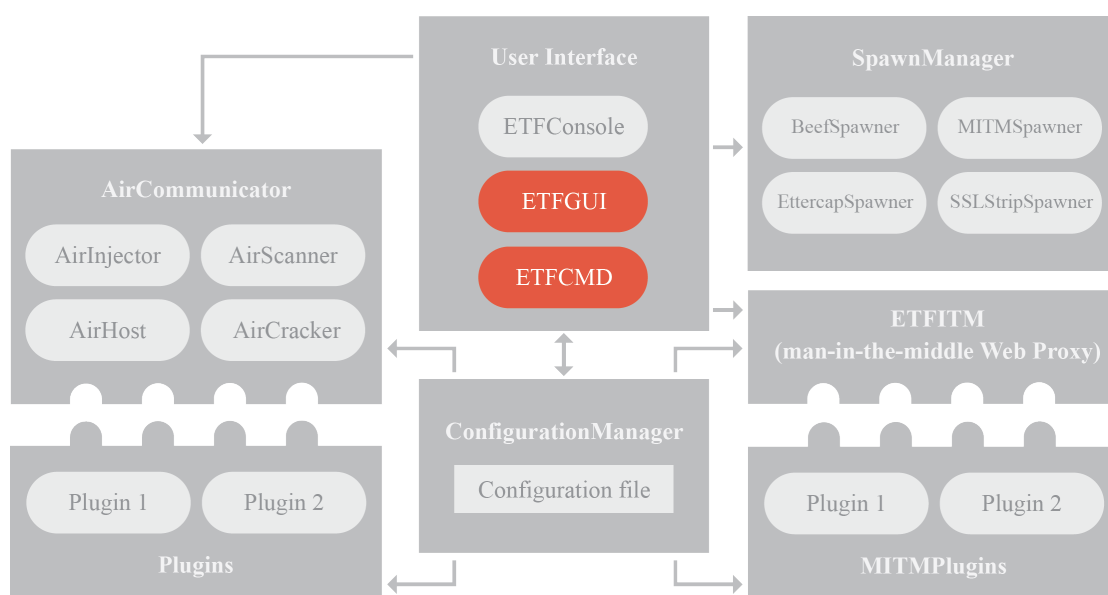 User Interface
ETFConsole
ETFGUI
ETFCMD
SpawnManager
BeefSpawner
MITMSpawner
EttercapSpawner
SSLStripSpawner
AirCommunicator
AirInjector
AirScanner
AirHost
AirCracker
ETFITM
(man-in-the-middle Web Proxy)
ConfigurationManager
Configuration file
Plugin 1
Plugin 2
Plugins
Plugin 1
Plugin 2
MITMPlugins